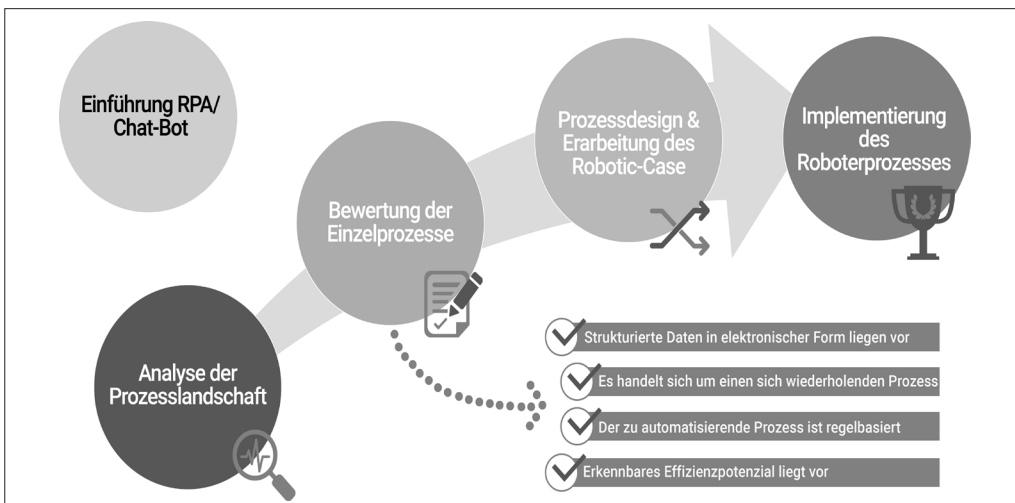 Einführung RPA/
Chat-Bot
Analyse der
Prozesslandschaft
Bewertung der
Einzelprozesse
Prozessdesign &
Erarbeitung des
Robotic-Case
Implementierung
des
Roboterprozesses
Strukturierte Daten in elektronischer Form liegen vor
Es handelt sich um einen sich wiederholenden Prozess
Der zu automatisierende Prozess ist regelbasiert
Erkennbares Effizienzpotenzial liegt vor